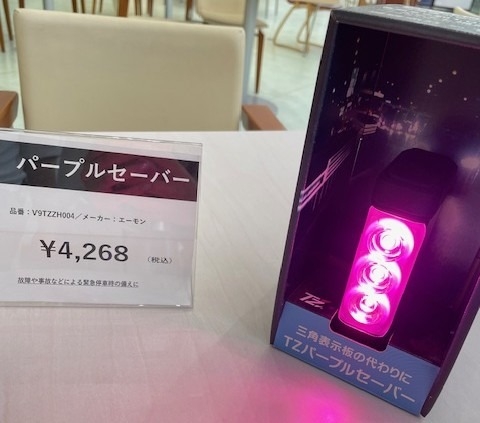 パープルセーバー
品番：V9TZZH004／メーカー：エーモン
¥4,268 （税込）
故障や事故などによる緊急停車時の備えに
TZ
三角表示板の代わりに
TZパープルセーバー